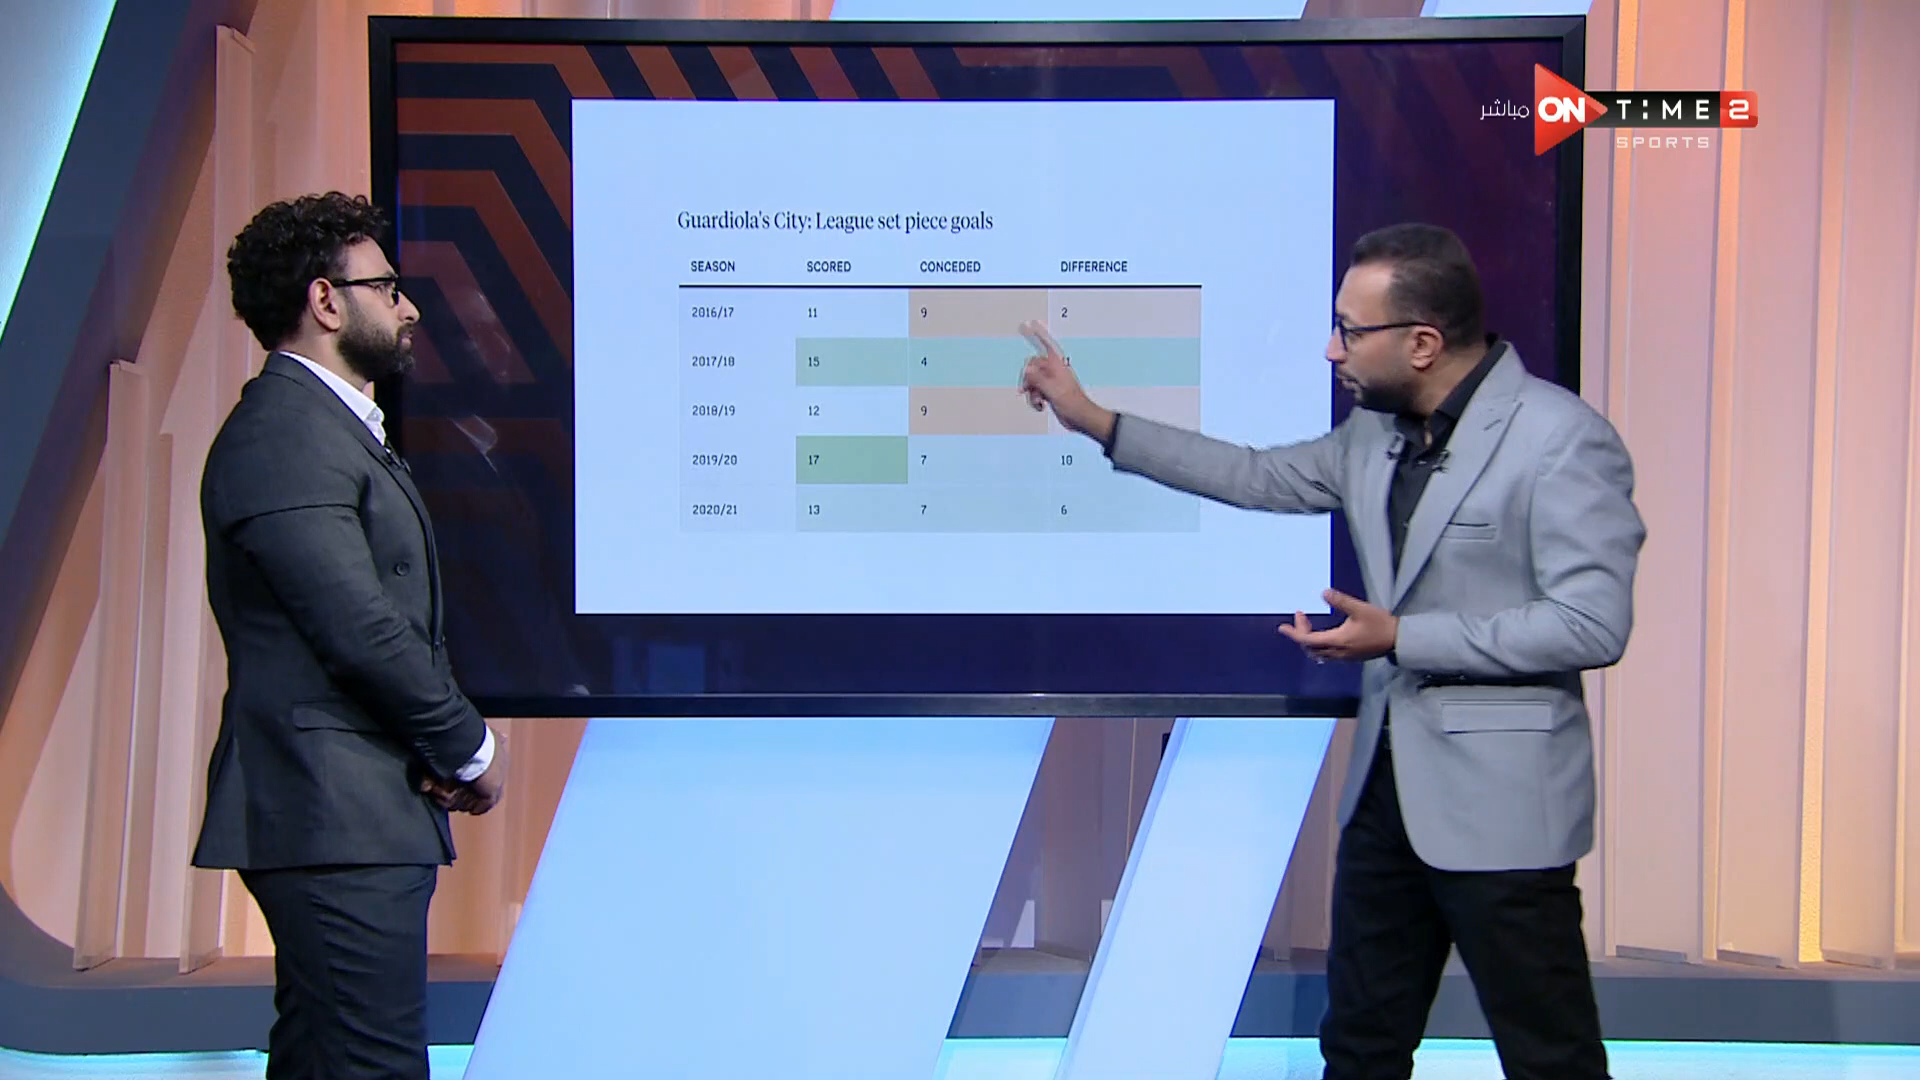 مباشر ON TIME 2
SPORTS
Guardiola's City: League set piece goals
SEASON SCORED CONCEDED DIFFERENCE
2016/17 11 9 2
2017/18 15 4
2018/19 12 9
2019/20 17 7 10
2020/21 13 7 6